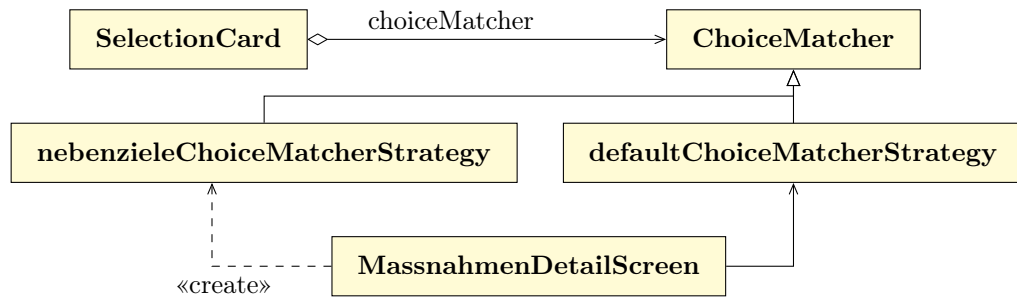 choiceMatcher
SelectionCard
ChoiceMatcher
nebenzieleChoiceMatcherStrategy
defaultChoiceMatcherStrategy
MassnahmenDetailScreen
«create»